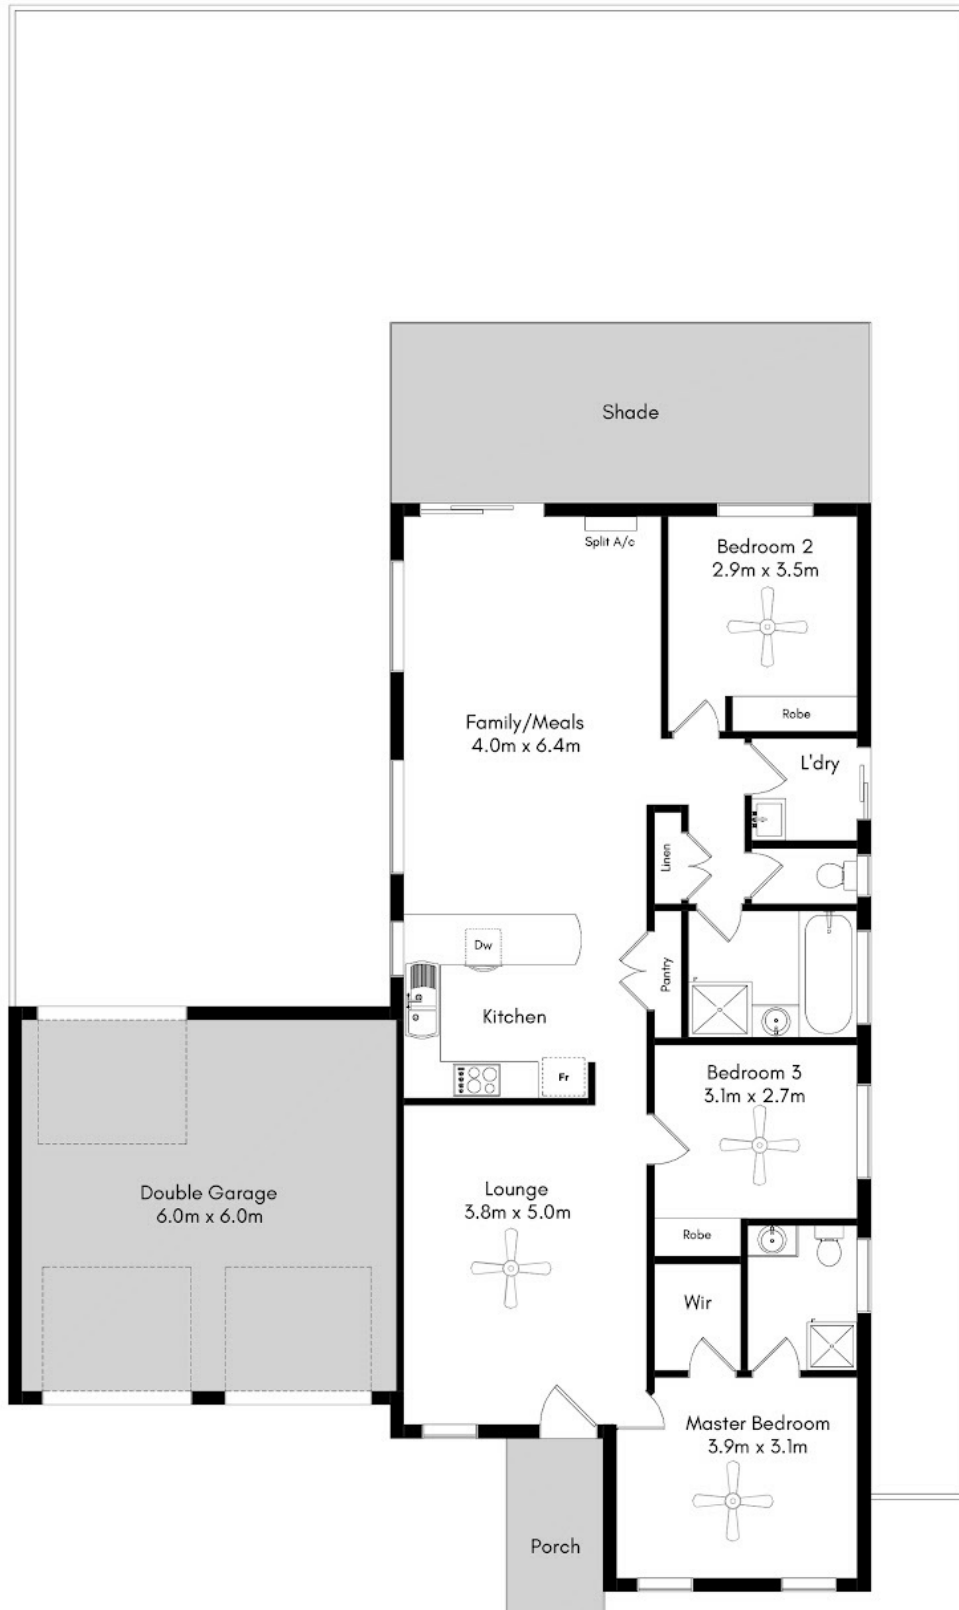 Shade
Split A/c
Bedroom 2
2.9m x 3.5m
Robe
Family/Meals
4.0m x 6.4m
L'dry
Linen
Dw
Pantry
Kitchen
Fr
Bedroom 3
3.1m x 2.7m
Double Garage
6.0m x 6.0m
Lounge
3.8m x 5.0m
Robe
Wir
Master Bedroom
3.9m x 3.1m
Porch